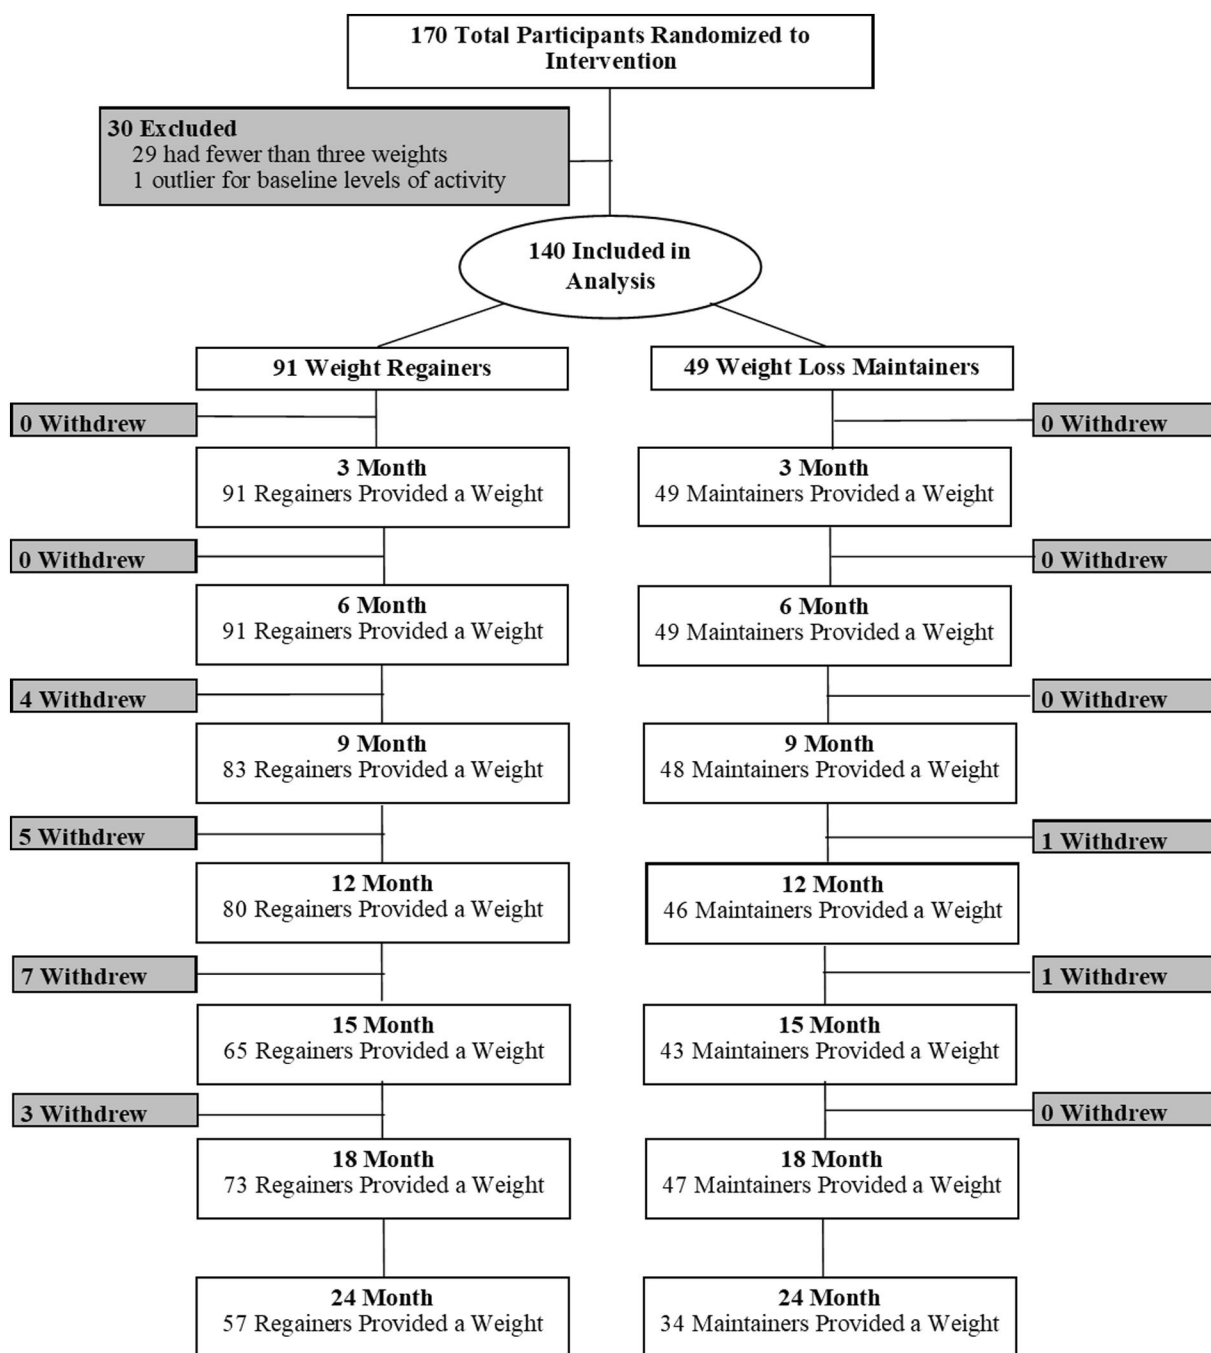 170 Total Participants Randomized to
Intervention
30 Excluded
29 had fewer than three weights
1 outlier for baseline levels of activity
140 Included in
Analysis
91 Weight Regainers
49 Weight Loss Maintainers
0 Withdrew
0 Withdrew
3 Month
91 Regainers Provided a Weight
3 Month
49 Maintainers Provided a Weight
0 Withdrew
0 Withdrew
6 Month
91 Regainers Provided a Weight
6 Month
49 Maintainers Provided a Weight
4 Withdrew
0 Withdrew
9 Month
83 Regainers Provided a Weight
9 Month
48 Maintainers Provided a Weight
5 Withdrew
1 Withdrew
12 Month
80 Regainers Provided a Weight
12 Month
46 Maintainers Provided a Weight
7 Withdrew
1 Withdrew
15 Month
65 Regainers Provided a Weight
15 Month
43 Maintainers Provided a Weight
3 Withdrew
0 Withdrew
18 Month
73 Regainers Provided a Weight
18 Month
47 Maintainers Provided a Weight
24 Month
57 Regainers Provided a Weight
24 Month
34 Maintainers Provided a Weight